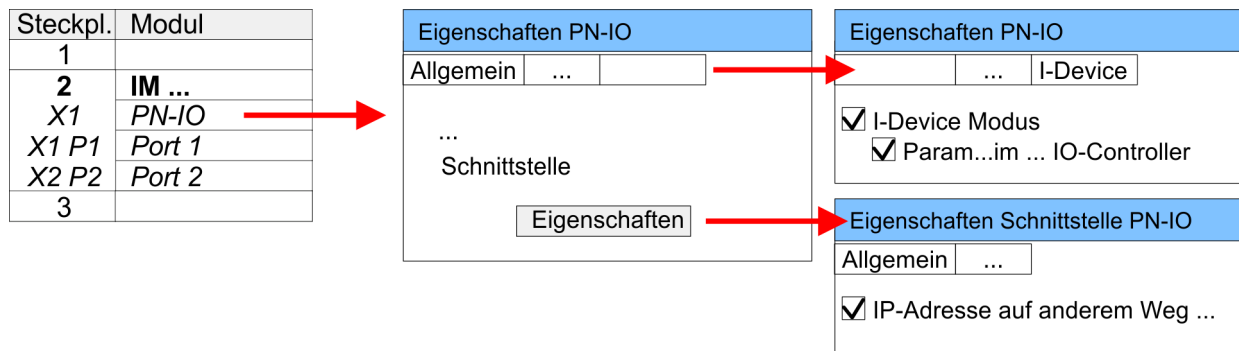 Steckpl. Modul
1
2 IM ...
X1 PN-IO
X1 P1 Port 1
X2 P2 Port 2
3
Eigenschaften PN-IO
Allgemein ...
...
Schnittstelle
Eigenschaften
Eigenschaften PN-IO
... I-Device
I-Device Modus
Param...im ... IO-Controller
Eigenschaften Schnittstelle PN-IO
Allgemein ...
IP-Adresse auf anderem Weg ...